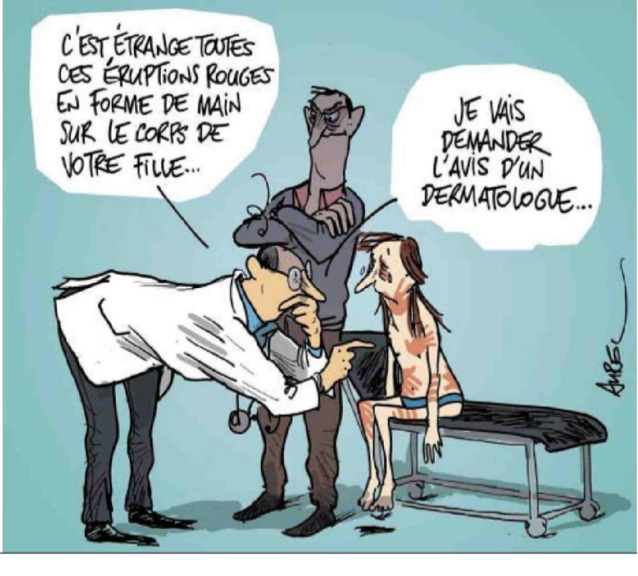 C'EST ÉTRANGE TOUTES
CES ÉRUPTIONS ROUGES
EN FORME DE MAIN
SUR LE CORPS DE
VOTRE FILLE...
JE VAIS
DEMANDER
L'AVIS D'UN
DERMATOLOGUE...
AUREL